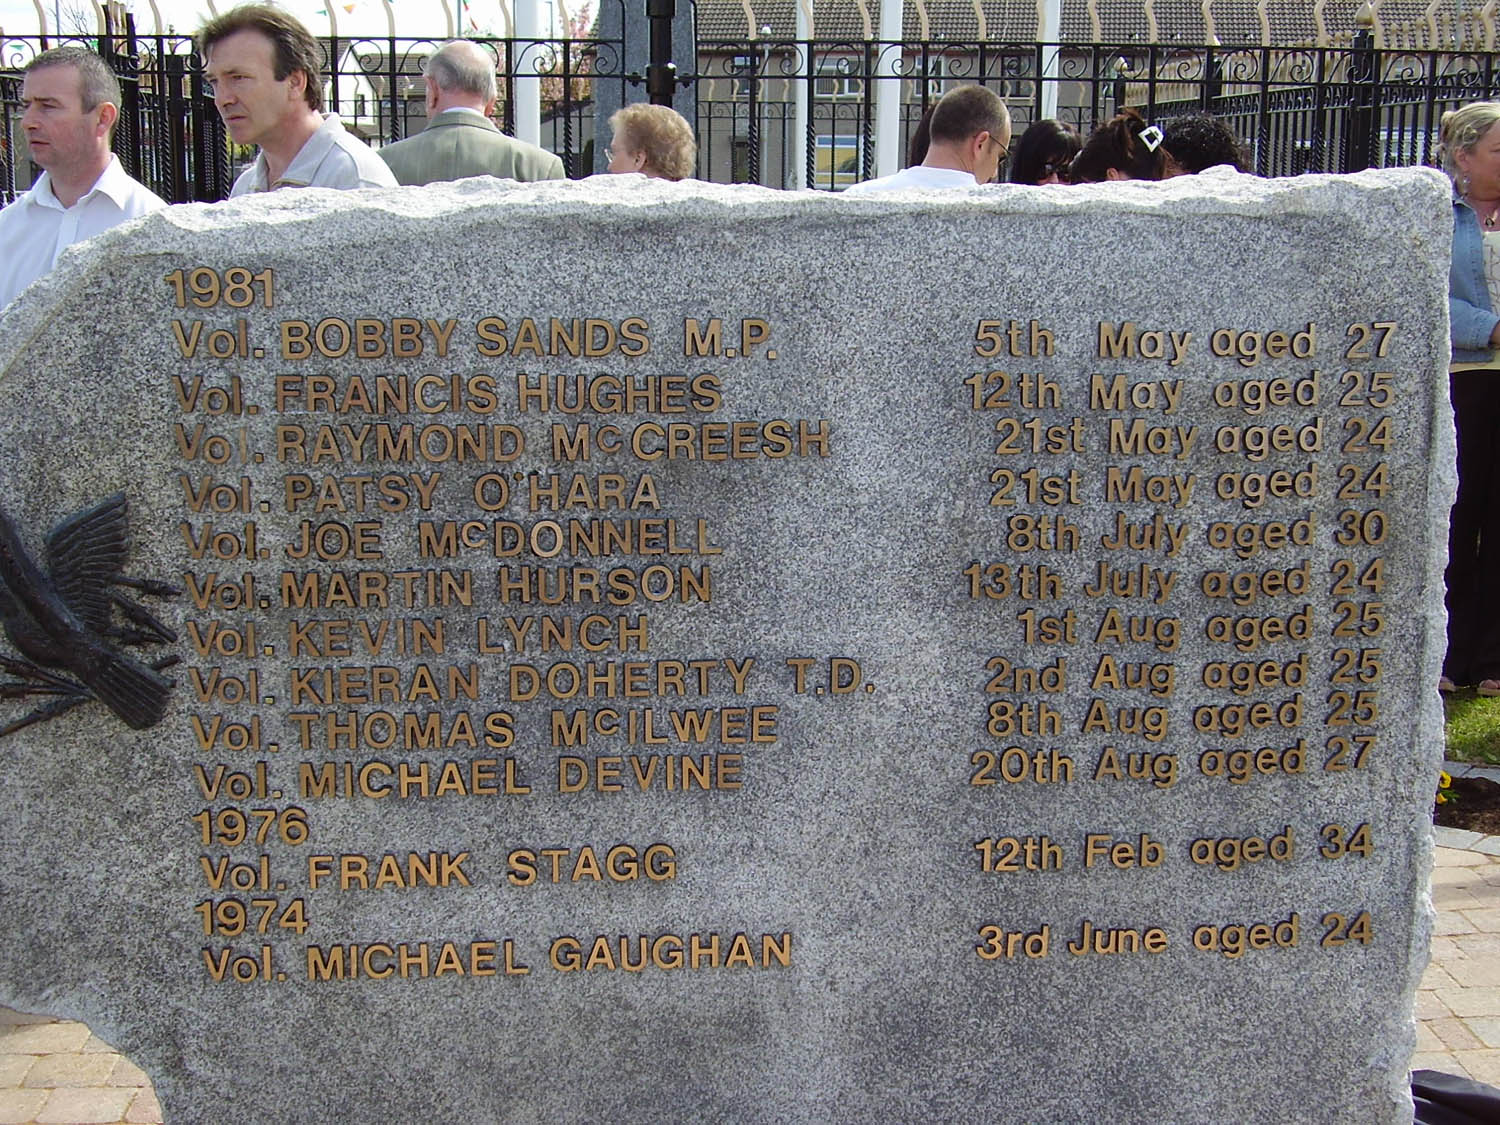 1981
Vol. BOBBY SANDS M.P. 5th May aged 27
Vol. FRANCIS HUGHES 12th May aged 25
Vol. RAYMOND McCREESH 21st May aged 24
Vol. PATSY O'HARA 21st May aged 24
Vol. JOE McDONNELL 8th July aged 30
Vol. MARTIN HURSON 13th July aged 24
Vol. KEVIN LYNCH 1st Aug aged 25
Vol. KIERAN DOHERTY T.D. 2nd Aug aged 25
Vol. THOMAS McILWEE 8th Aug aged 25
Vol. MICHAEL DEVINE 20th Aug aged 27
1976
Vol. FRANK STAGG 12th Feb aged 34
1974
Vol. MICHAEL GAUGHAN 3rd June aged 24